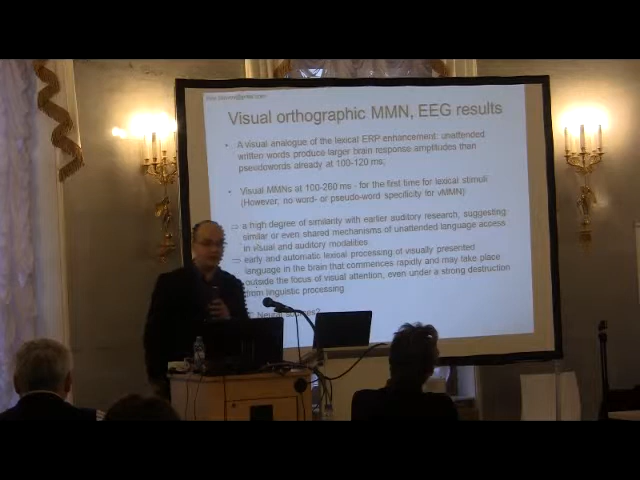 Visual orthographic MMN, EEG results
• A visual analogue of the lexical ERP enhancement: unattended
written words produce larger brain response amplitudes than
pseudowords already at 100-120 ms;
• Visual MMNs at 100-260 ms - for the first time for lexical stimuli
(However, no word- or pseudo-word specificity for vMMN)
⇒ a high degree of similarity with earlier auditory research, suggesting
similar or even shared mechanisms of unattended language access
in visual and auditory modalities
⇒ early and automatic lexical processing of visually presented
language in the brain that commences rapidly and may take place
outside the focus of visual attention, even under a strong destruction
from linguistic processing